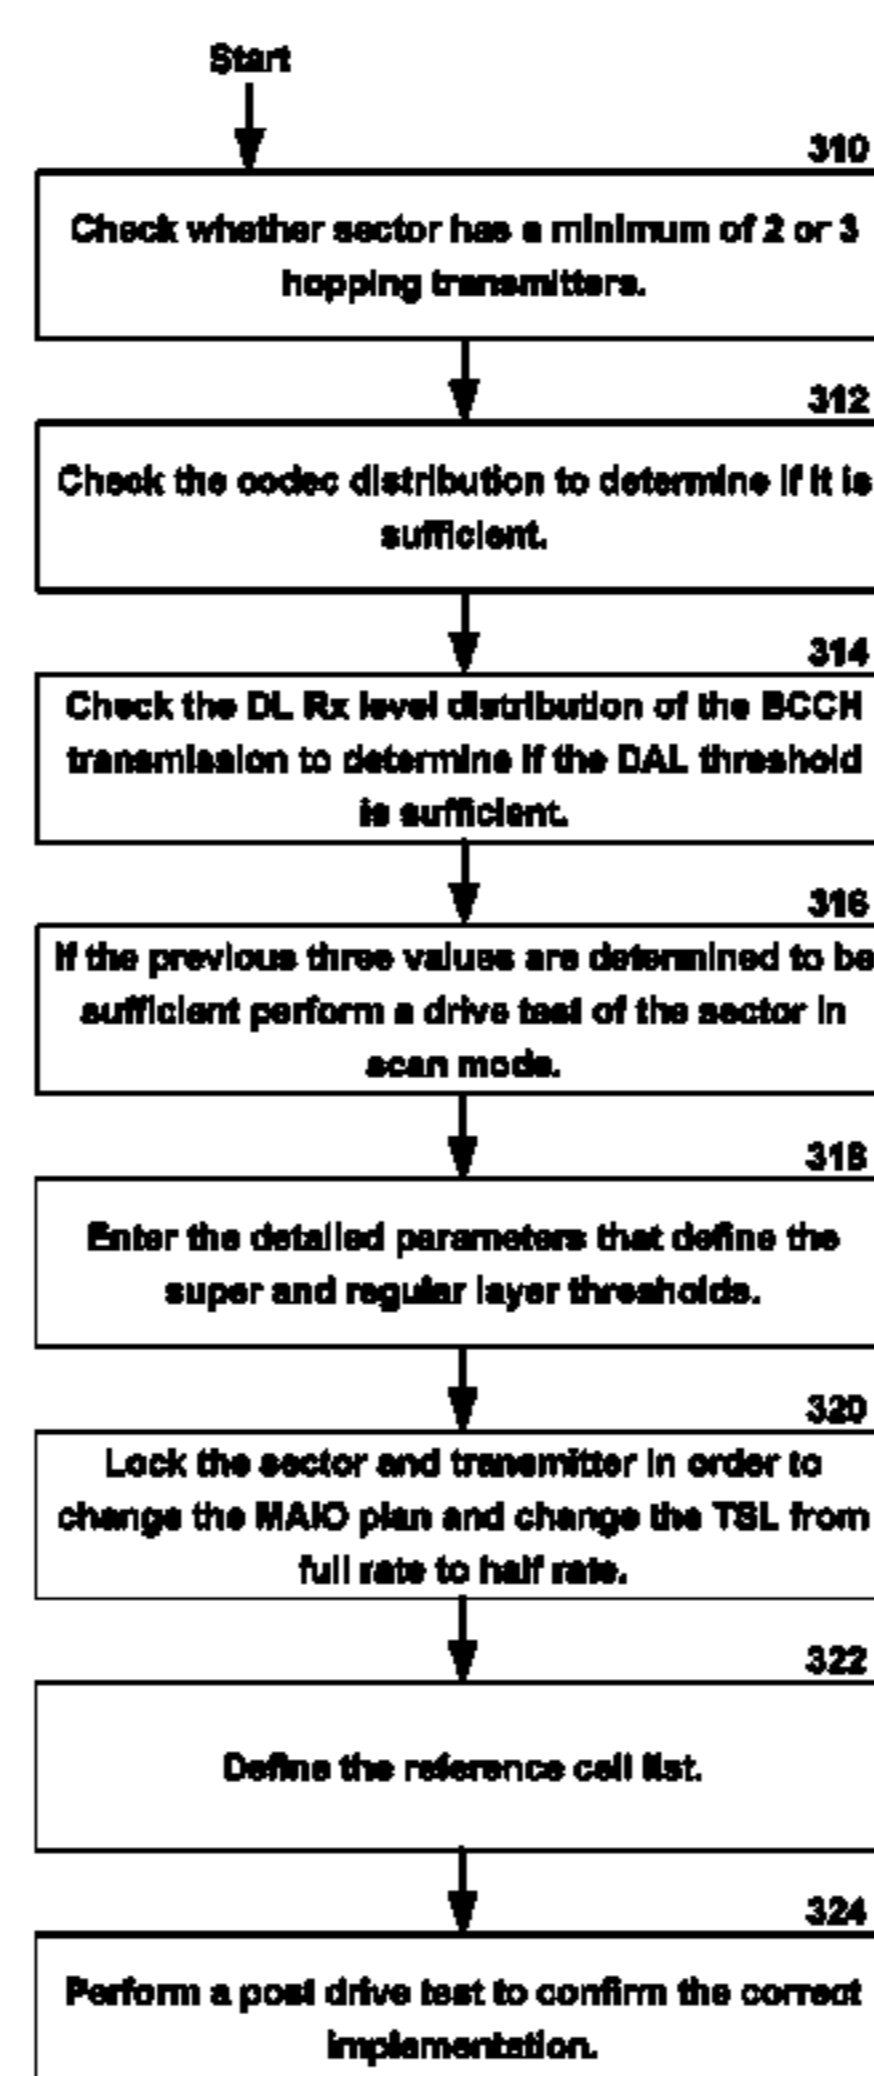 Start
310
Check whether sector has a minimum of 2 or 3
hopping transmitters.
312
Check the codec distribution to determine if it is
sufficient.
314
Check the DL Rx level distribution of the BCCH
transmission to determine if the DAL threshold
is sufficient.
316
If the previous three values are determined to be
sufficient perform a drive test of the sector in
scan mode.
318
Enter the detailed parameters that define the
super and regular layer thresholds.
320
Lock the sector and transmitter in order to
change the MAIO plan and change the TSL from
full rate to half rate.
322
Define the reference cell list.
324
Perform a post drive test to confirm the correct
implementation.